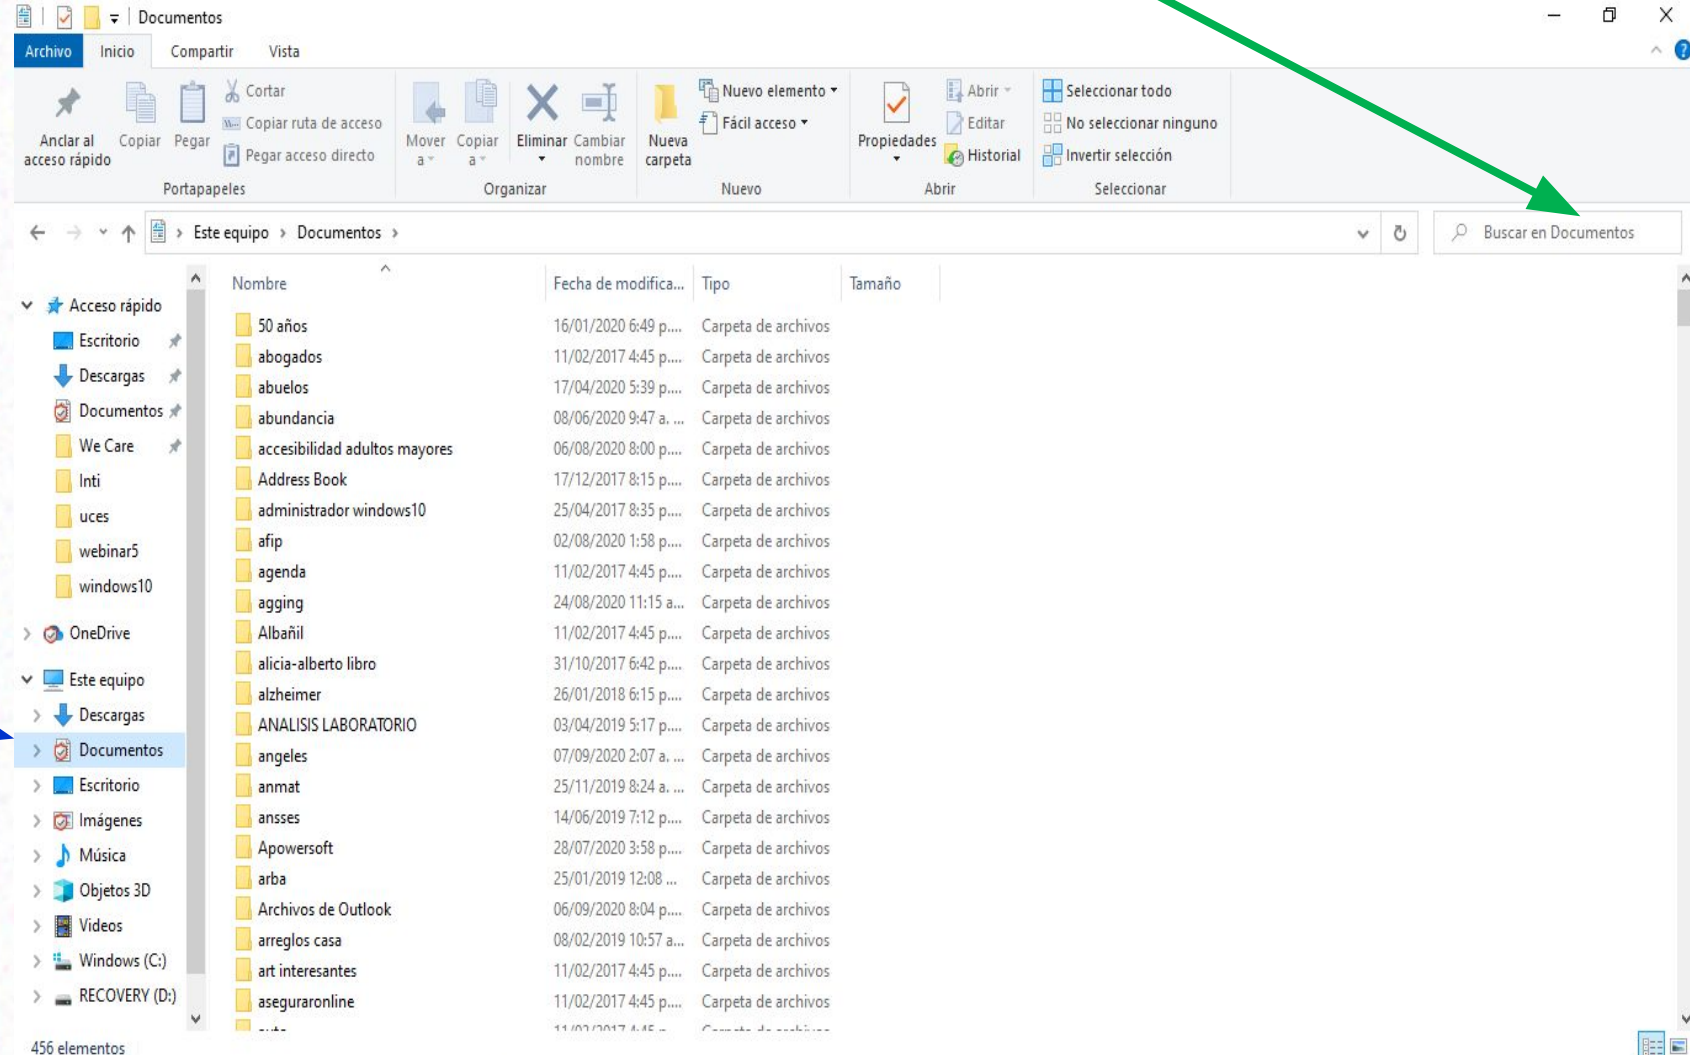 Documentos
Archivo Inicio Compartir Vista
Anclar al acceso rápido
Copiar
Pegar
Cortar
Copiar ruta de acceso
Pegar acceso directo
Portapapeles
Mover a
Copiar a
Eliminar
Cambiar nombre
Organizar
Nueva carpeta
Nuevo elemento
Fácil acceso
Nuevo
Propiedades
Abrir
Editar
Historial
Abrir
Seleccionar todo
No seleccionar ninguno
Invertir selección
Seleccionar
Este equipo > Documentos >
Buscar en Documentos
Acceso rápido
Escritorio
Descargas
Documentos
We Care
Inti
uces
webinar5
windows10
OneDrive
Este equipo
Descargas
Documentos
Escritorio
Imágenes
Música
Objetos 3D
Videos
Windows (C:)
RECOVERY (D:)
Nombre Fecha de modifica... Tipo Tamaño
50 años 16/01/2020 6:49 p.... Carpeta de archivos
abogados 11/02/2017 4:45 p.... Carpeta de archivos
abuelos 17/04/2020 5:39 p.... Carpeta de archivos
abundancia 08/06/2020 9:47 a. ... Carpeta de archivos
accesibilidad adultos mayores 06/08/2020 8:00 p.... Carpeta de archivos
Address Book 17/12/2017 8:15 p.... Carpeta de archivos
administrador windows10 25/04/2017 8:35 p.... Carpeta de archivos
afip 02/08/2020 1:58 p.... Carpeta de archivos
agenda 11/02/2017 4:45 p.... Carpeta de archivos
agging 24/08/2020 11:15 a... Carpeta de archivos
Albañil 11/02/2017 4:45 p.... Carpeta de archivos
alicia-alberto libro 31/10/2017 6:42 p.... Carpeta de archivos
alzheimer 26/01/2018 6:15 p.... Carpeta de archivos
ANALISIS LABORATORIO 03/04/2019 5:17 p.... Carpeta de archivos
angeles 07/09/2020 2:07 a. ... Carpeta de archivos
anmat 25/11/2019 8:24 a. ... Carpeta de archivos
ansses 14/06/2019 7:12 p.... Carpeta de archivos
Apowersoft 28/07/2020 3:58 p.... Carpeta de archivos
arba 25/01/2019 12:08 ... Carpeta de archivos
Archivos de Outlook 06/09/2020 8:04 p.... Carpeta de archivos
arreglos casa 08/02/2019 10:57 a... Carpeta de archivos
art interesantes 11/02/2017 4:45 p.... Carpeta de archivos
aseguraronline 11/02/2017 4:45 p.... Carpeta de archivos
456 elementos